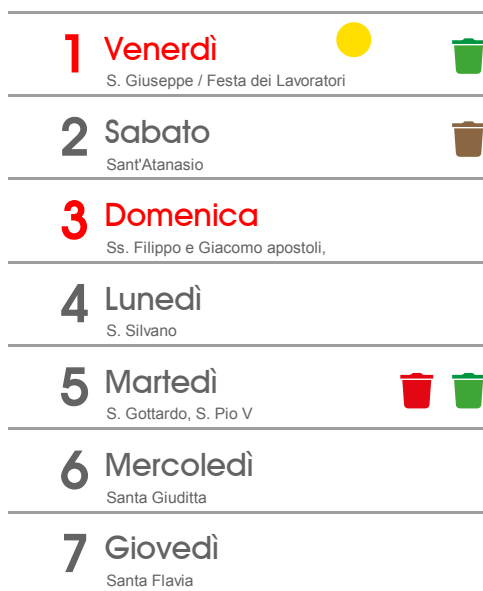 1 Venerdì
S. Giuseppe / Festa dei Lavoratori
2 Sabato
Sant'Atanasio
3 Domenica
Ss. Filippo e Giacomo apostoli,
4 Lunedì
S. Silvano
5 Martedì
S. Gottardo, S. Pio V
6 Mercoledì
Santa Giuditta
7 Giovedì
Santa Flavia